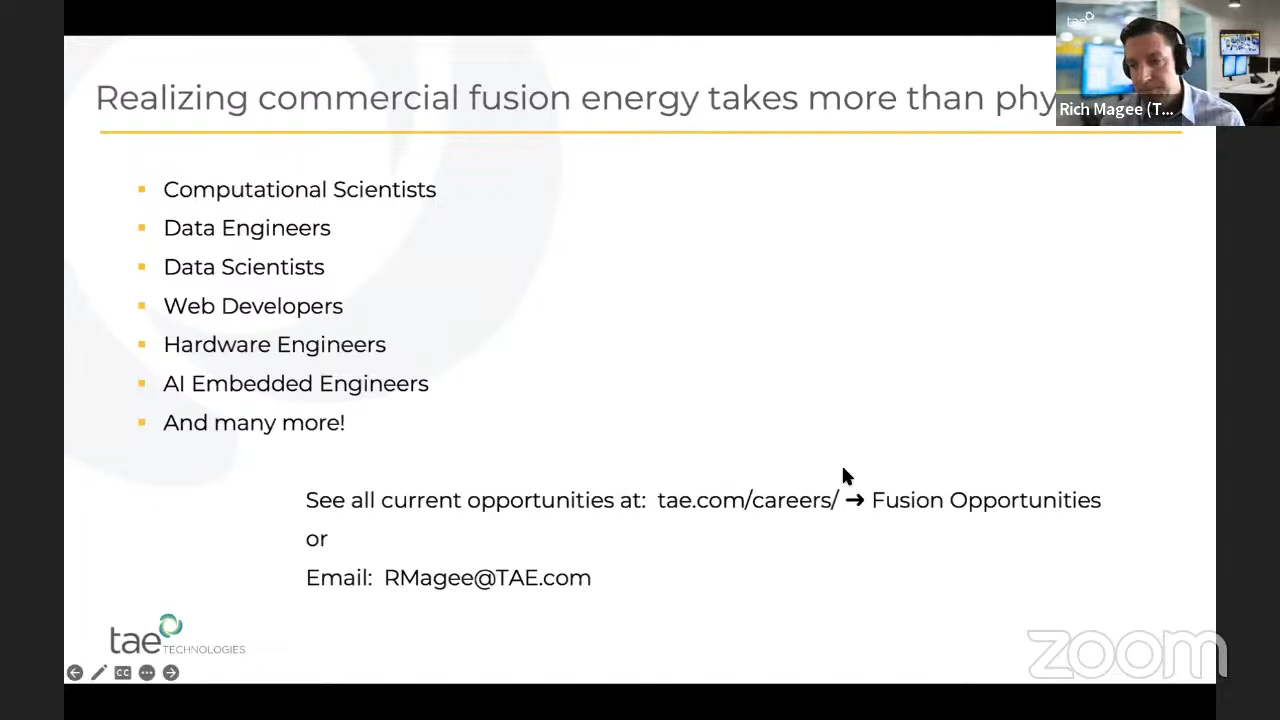 Realizing commercial fusion energy takes more than phy
tae
Rich Magee (T...
Computational Scientists
Data Engineers
Data Scientists
Web Developers
Hardware Engineers
AI Embedded Engineers
And many more!
See all current opportunities at: tae.com/careers/ ➜ Fusion Opportunities
or
Email: RMagee@TAE.com
tae TECHNOLOGIES
CC
zoom